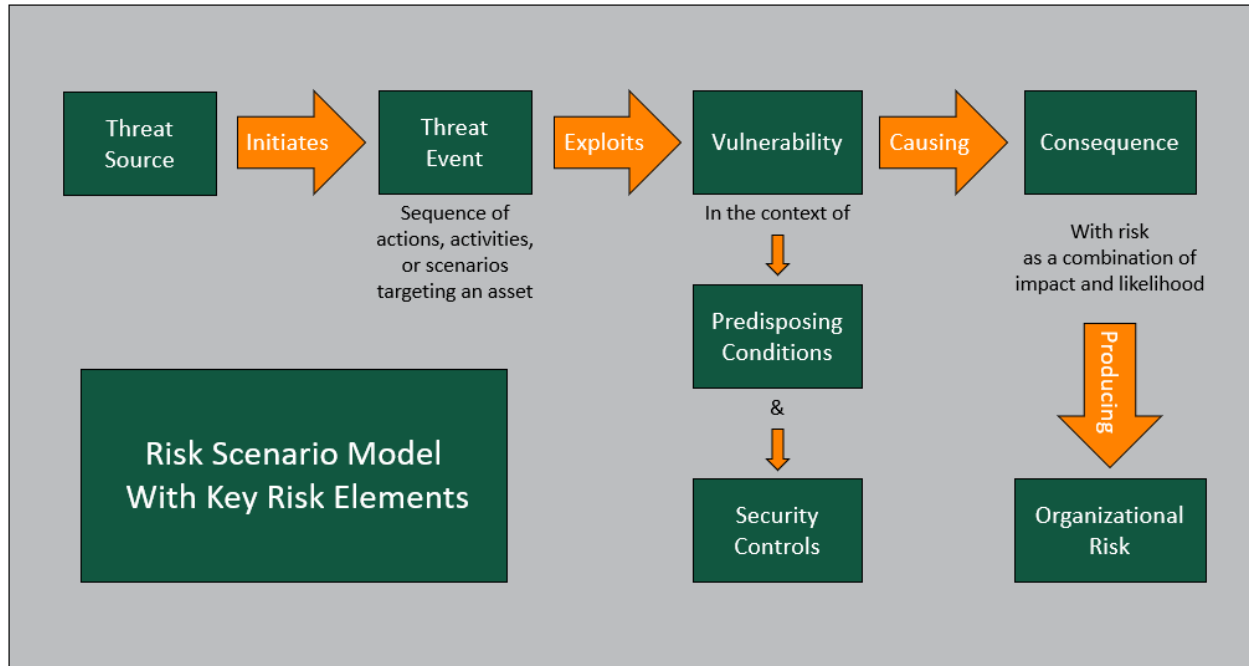 Threat
Source
Initiates
Threat
Event
Exploits
Vulnerability
Causing
Consequence
Sequence of
actions, activities,
or scenarios
targeting an asset
In the context of
Predisposing
Conditions
&
Security
Controls
With risk
as a combination of
impact and likelihood
Producing
Organizational
Risk
Risk Scenario Model
With Key Risk Elements